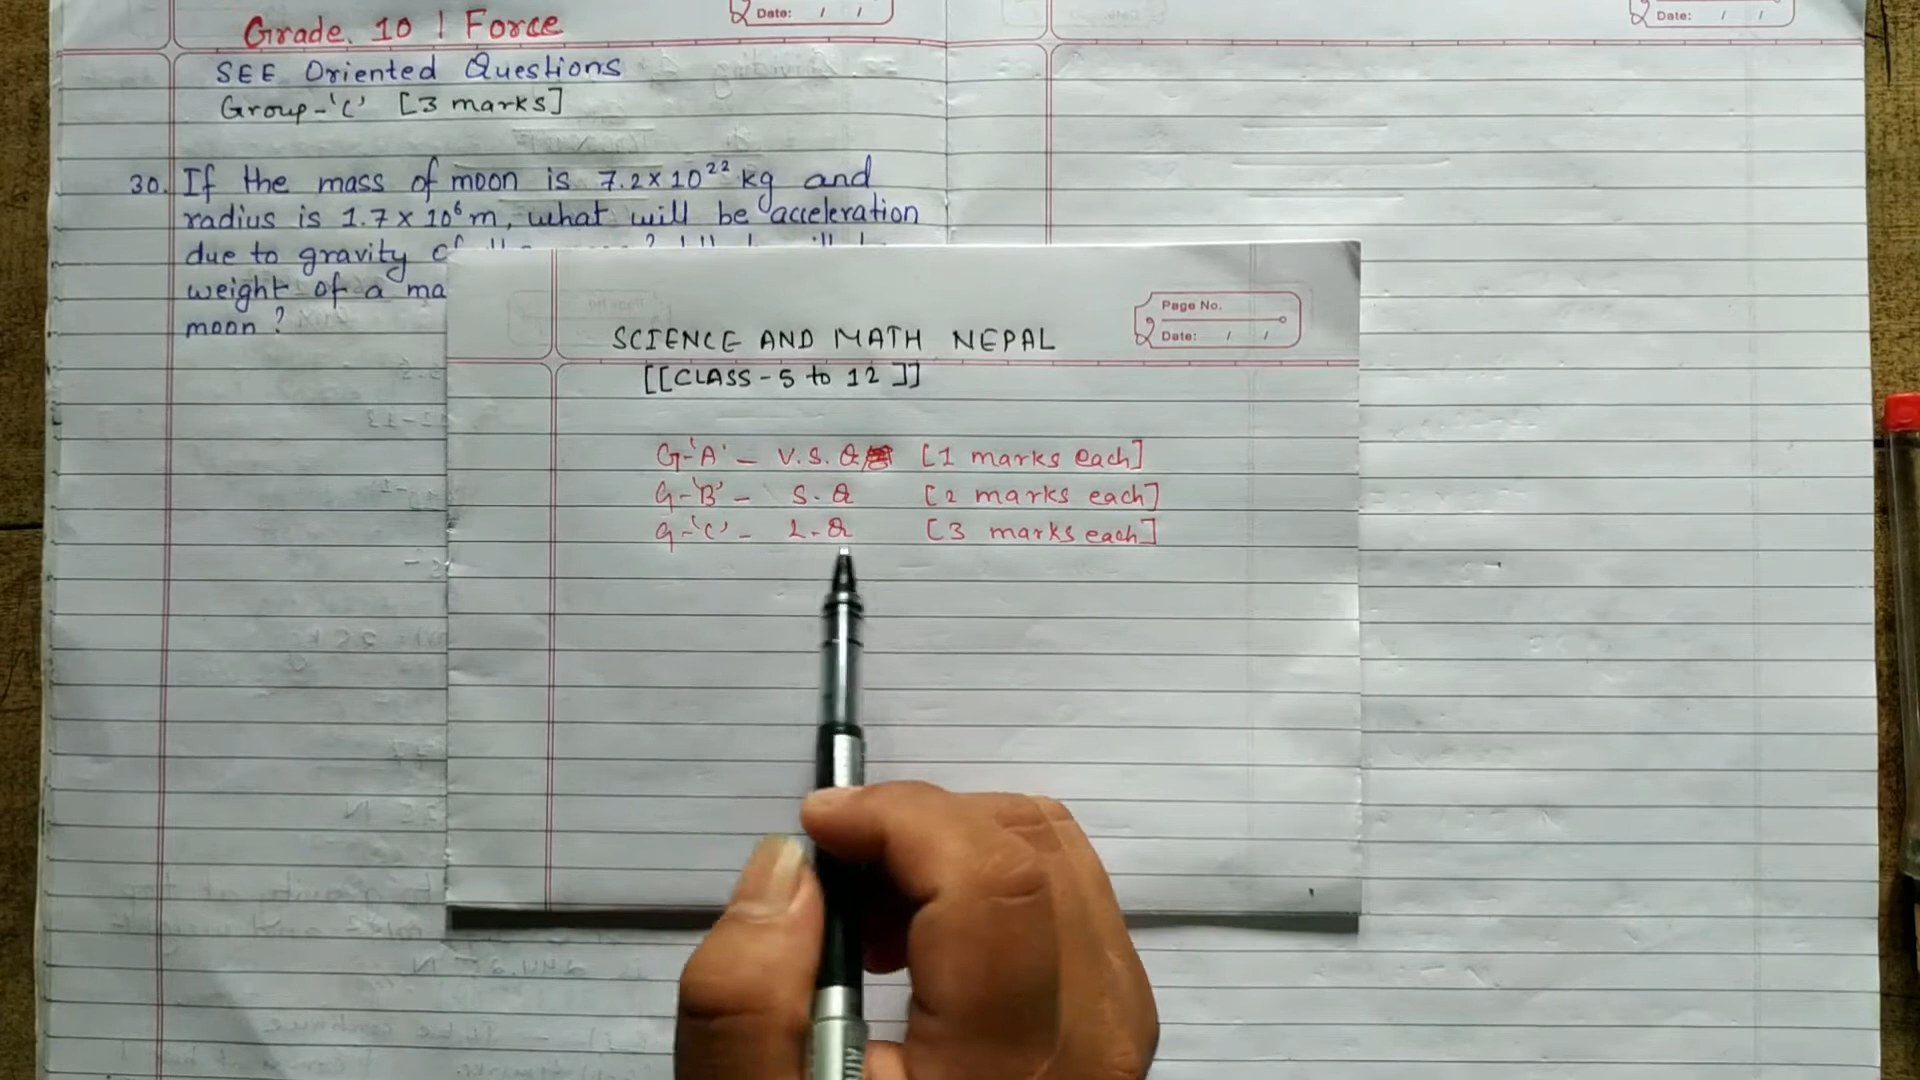 Grade. 10 | Force
Date: / /
Date: / /
SEE Oriented Questions
Group-'C' [3 marks]
30. If the mass of moon is 7.2 x 10²² kg and
radius is 1.7 x 10⁶ m, what will be acceleration
due to gravity
weight of a ma
moon ?
Page No.
Date: / /
SCIENCE AND MATH NEPAL
[[CLASS - 5 to 12 ]]
G-'A' - V. S. Q [1 marks each]
G-'B' - S. Q [2 marks each]
G-'C' - L. Q [3 marks each]